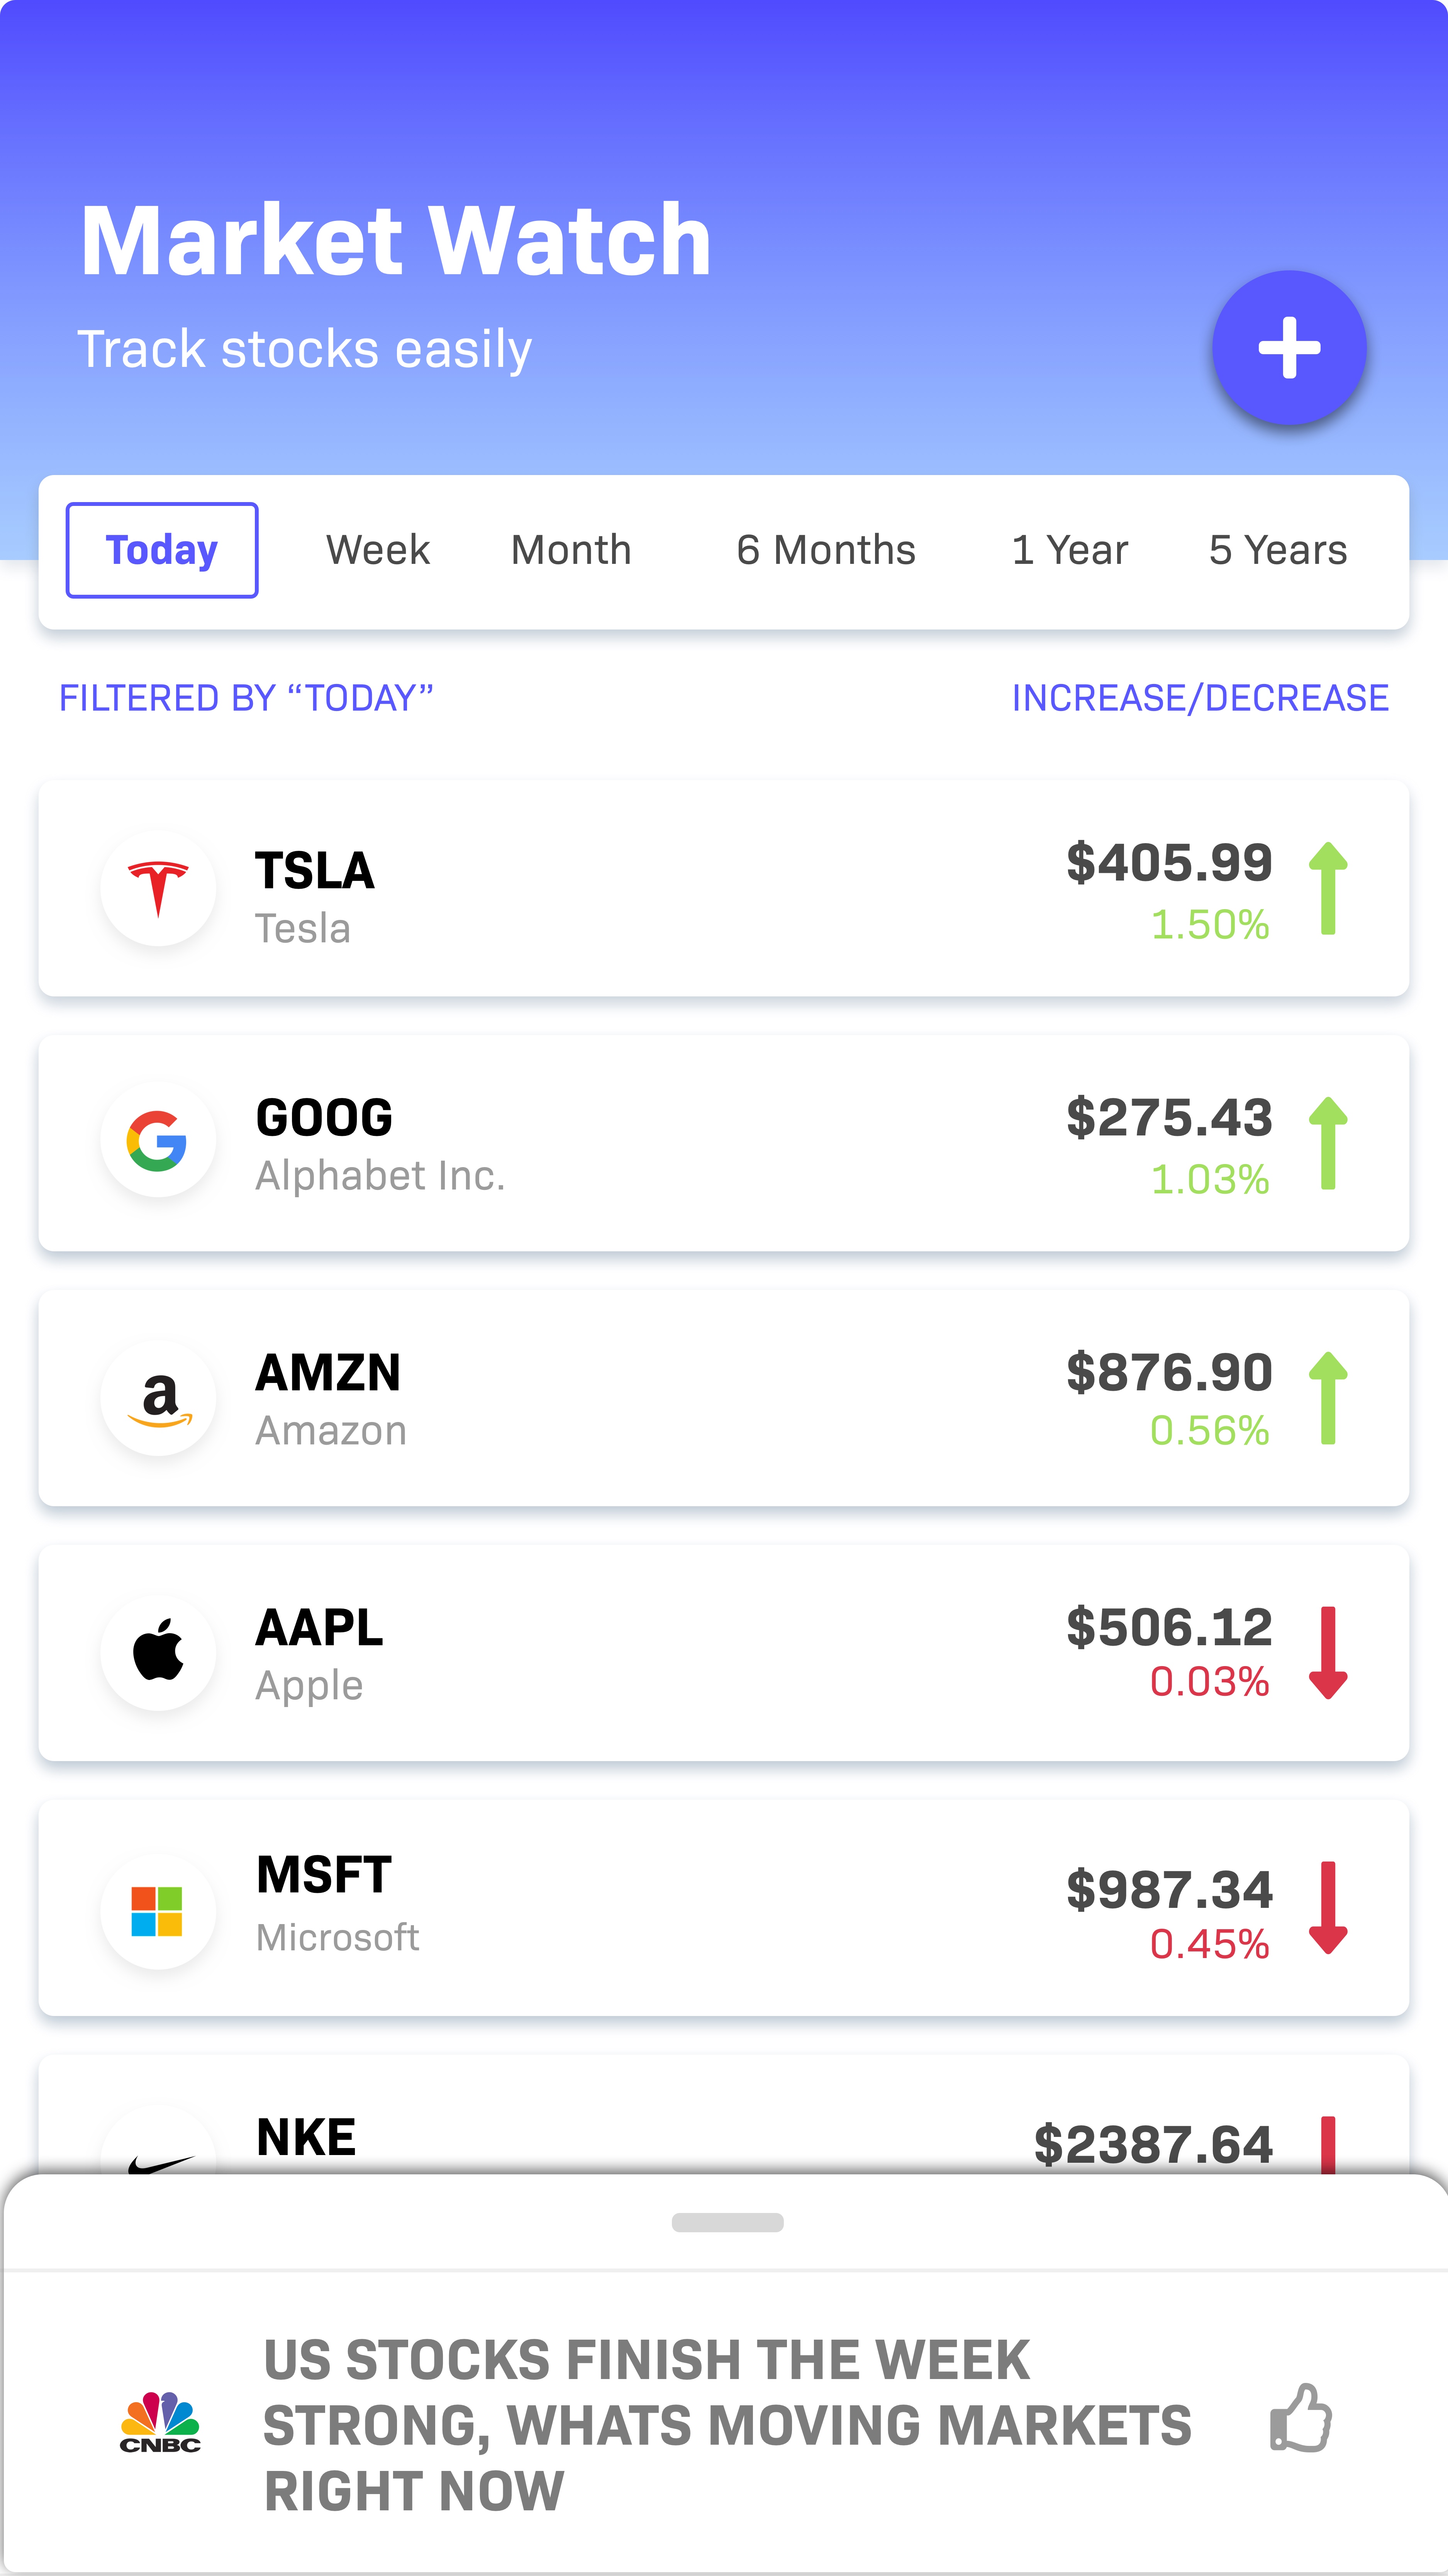 Market Watch
Track stocks easily
Today Week Month 6 Months 1 Year 5 Years
FILTERED BY “TODAY” INCREASE/DECREASE
TSLA
Tesla
$405.99
1.50%
GOOG
Alphabet Inc.
$275.43
1.03%
a
AMZN
Amazon
$876.90
0.56%
AAPL
Apple
$506.12
0.03%
MSFT
Microsoft
$987.34
0.45%
NKE
$2387.64
CNBC
US STOCKS FINISH THE WEEK
STRONG, WHATS MOVING MARKETS
RIGHT NOW